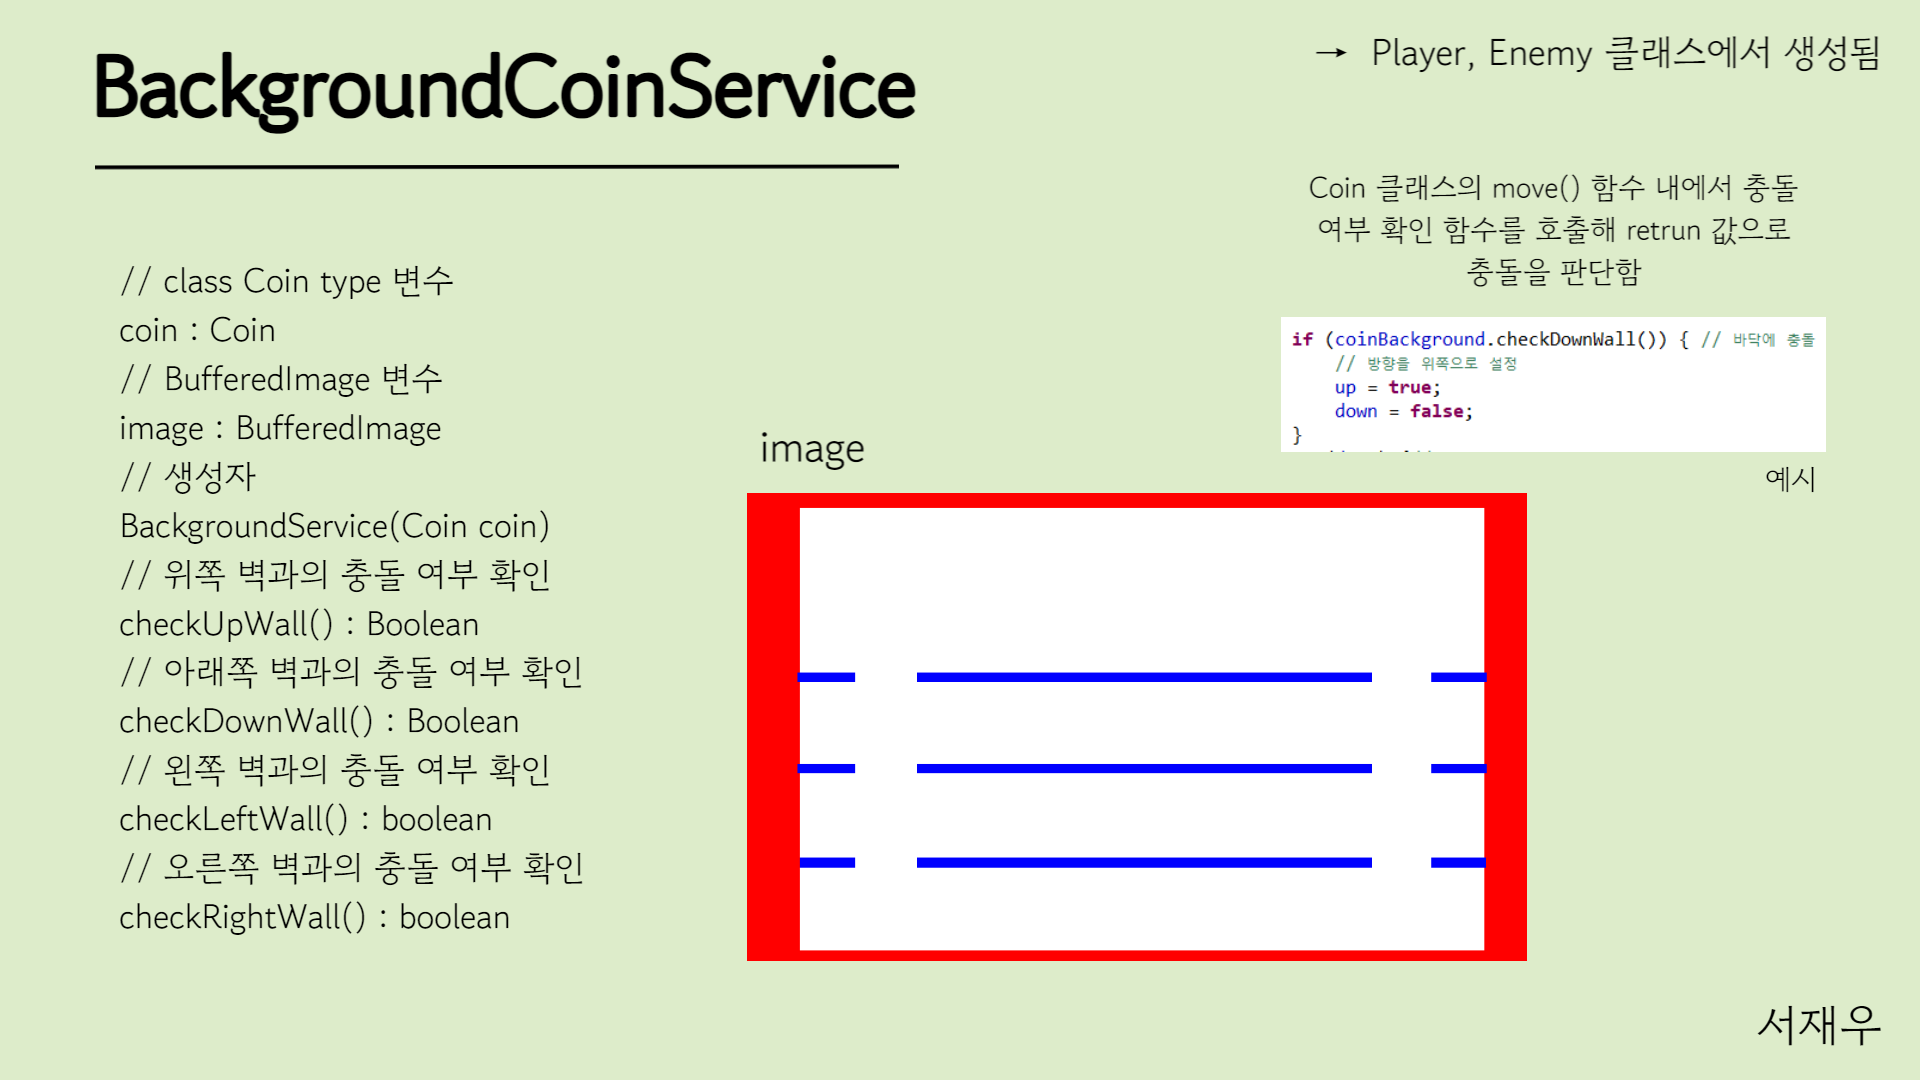 BackgroundCoinService
→ Player, Enemy 클래스에서 생성됨
Coin 클래스의 move() 함수 내에서 충돌
여부 확인 함수를 호출해 retrun 값으로
충돌을 판단함
if (coinBackground.checkDownWall()) { // 바닥에 충돌
// 방향을 위쪽으로 설정
up = true;
down = false;
}
예시
// class Coin type 변수
coin : Coin
// BufferedImage 변수
image : BufferedImage
// 생성자
BackgroundService(Coin coin)
// 위쪽 벽과의 충돌 여부 확인
checkUpWall() : Boolean
// 아래쪽 벽과의 충돌 여부 확인
checkDownWall() : Boolean
// 왼쪽 벽과의 충돌 여부 확인
checkLeftWall() : boolean
// 오른쪽 벽과의 충돌 여부 확인
checkRightWall() : boolean
image
서재우